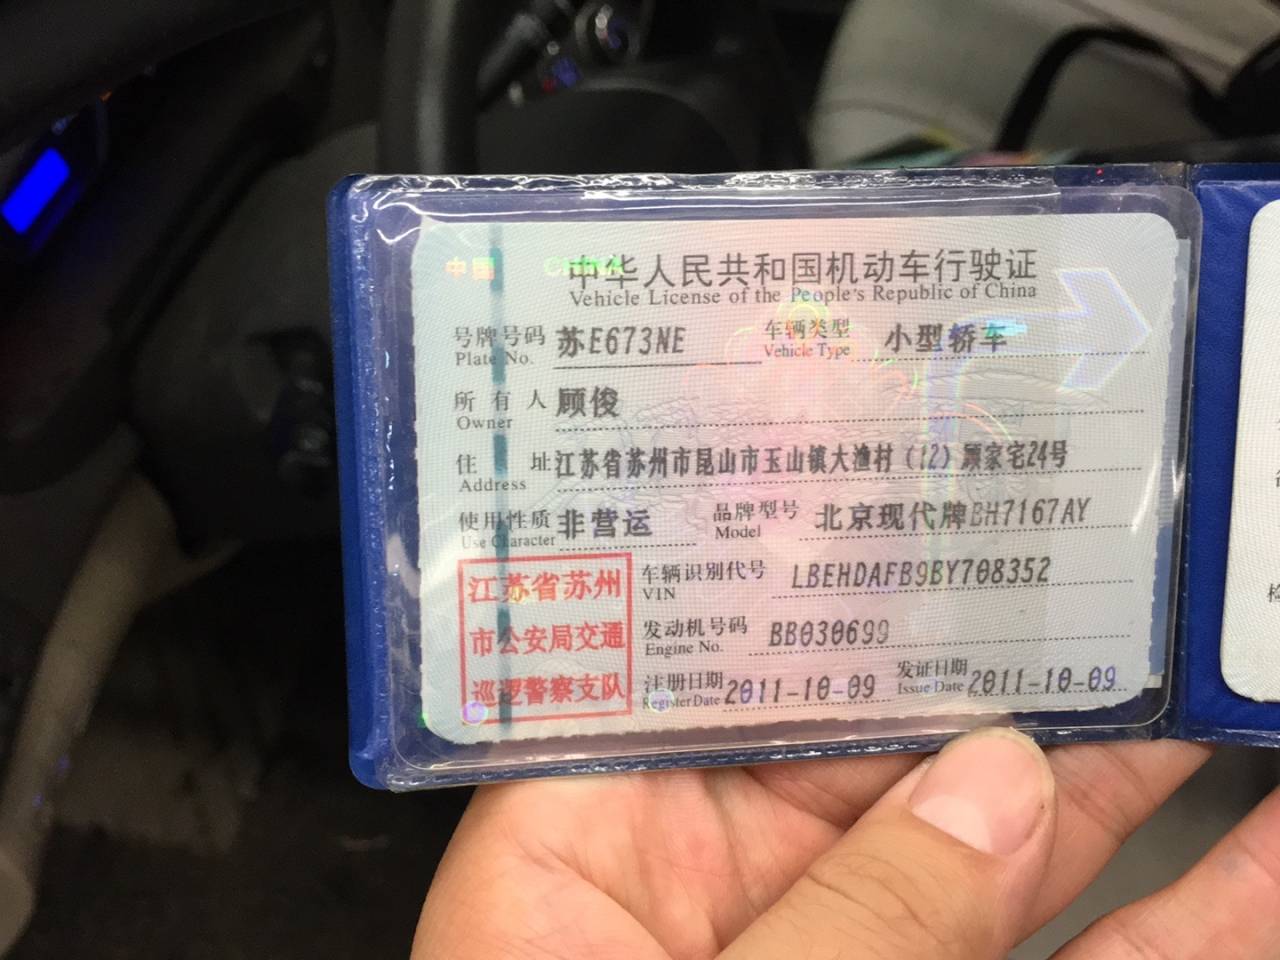 中国 China
中华人民共和国机动车行驶证
Vehicle License of the People's Republic of China
号牌号码 苏E673NE 车辆类型 小型轿车
Plate No. Vehicle Type
所有人 顾俊
Owner
住址 江苏省苏州市昆山市玉山镇大渔村(12)顾家宅24号
Address
使用性质 非营运 品牌型号 北京现代牌BH7167AY
Use Character Model
江苏省苏州
市公安局交通
巡逻警察支队
车辆识别代号 LBEHDAFB9BY708352
VIN
发动机号码 BB030699
Engine No.
注册日期 2011-10-09 发证日期 2011-10-09
Register Date Issue Date
检